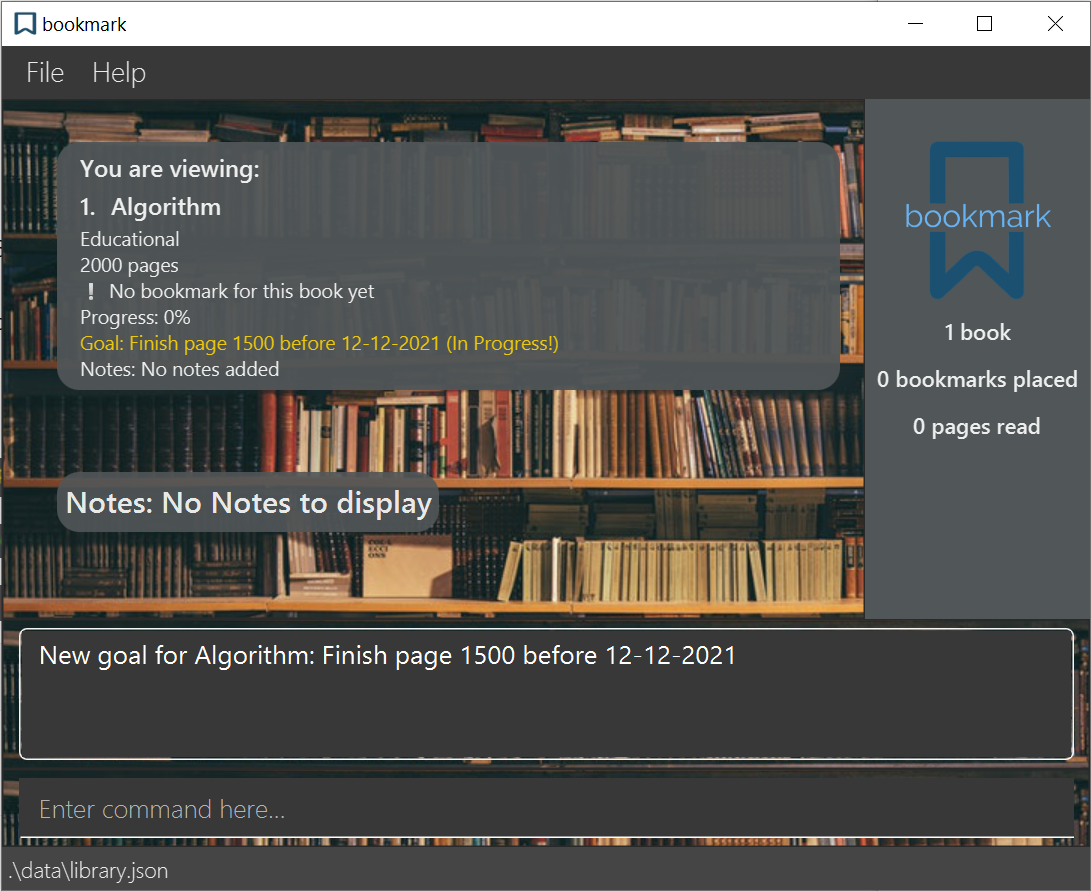 bookmark
File Help
You are viewing:
1. Algorithm
Educational
2000 pages
! No bookmark for this book yet
Progress: 0%
Goal: Finish page 1500 before 12-12-2021 (In Progress!)
Notes: No notes added
Notes: No Notes to display
COLE
CCI
ONS
bookmark
1 book
0 bookmarks placed
0 pages read
New goal for Algorithm: Finish page 1500 before 12-12-2021
Enter command here...
.\data\library.json